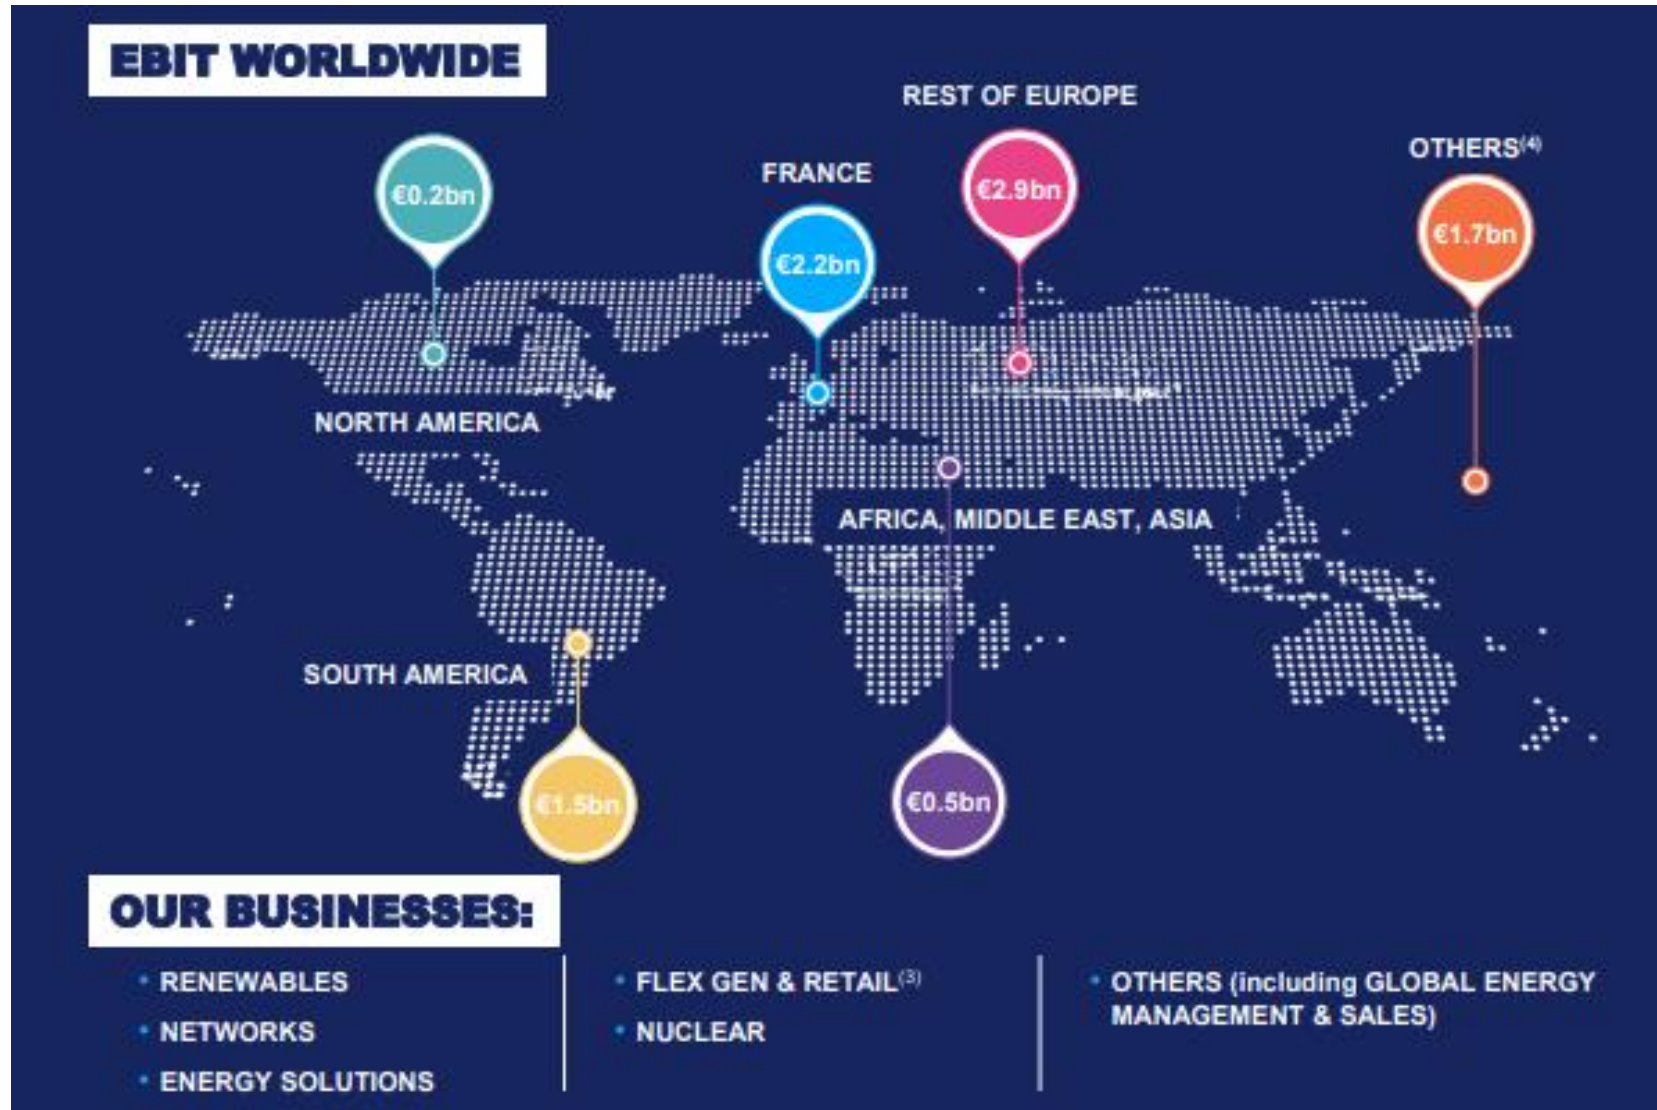 EBIT WORLDWIDE
REST OF EUROPE
€2.9bn
OTHERS(4)
€1.7bn
FRANCE
€2.2bn
€0.2bn
NORTH AMERICA
AFRICA, MIDDLE EAST, ASIA
€0.5bn
SOUTH AMERICA
€1.5bn
OUR BUSINESSES:
• RENEWABLES
• NETWORKS
• ENERGY SOLUTIONS
• FLEX GEN & RETAIL(3)
• NUCLEAR
• OTHERS (including GLOBAL ENERGY
MANAGEMENT & SALES)